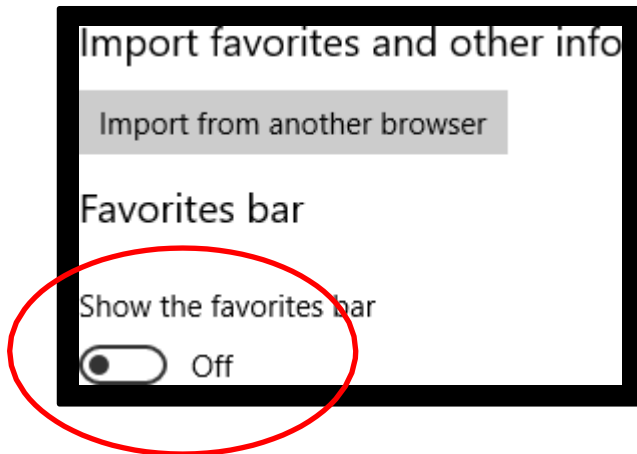 Import favorites and other info
Import from another browser
Favorites bar
Show the favorites bar
Off